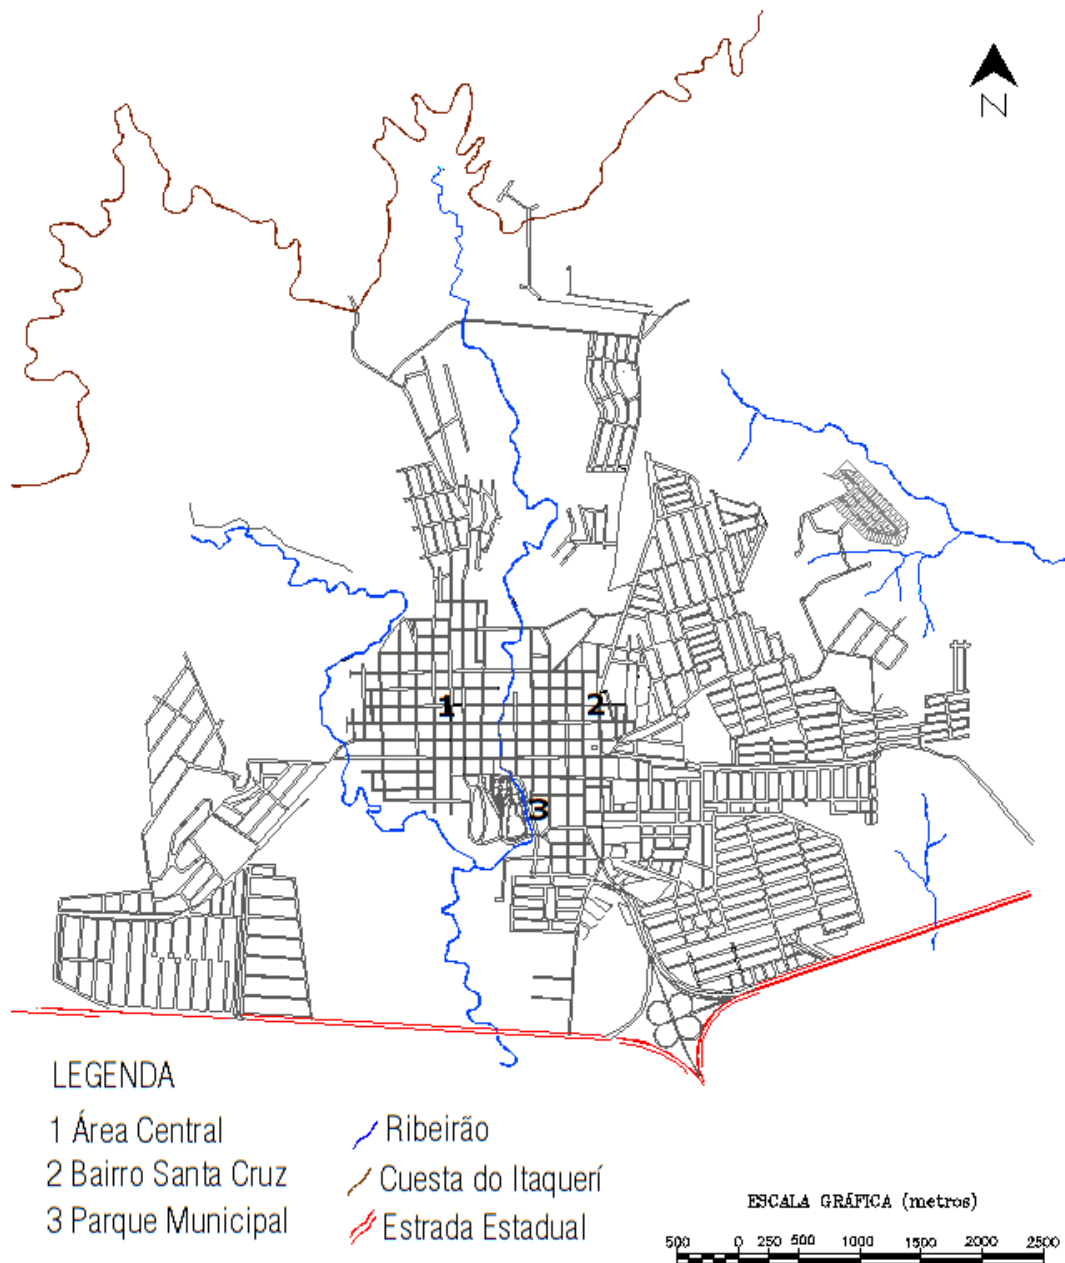 N
1
2
3
LEGENDA
1 Área Central
2 Bairro Santa Cruz
3 Parque Municipal
Ribeirão
Cuesta do Itaquerí
Estrada Estadual
ESCALA GRÁFICA (metros)
500 0 250 500 1000 1500 2000 2500